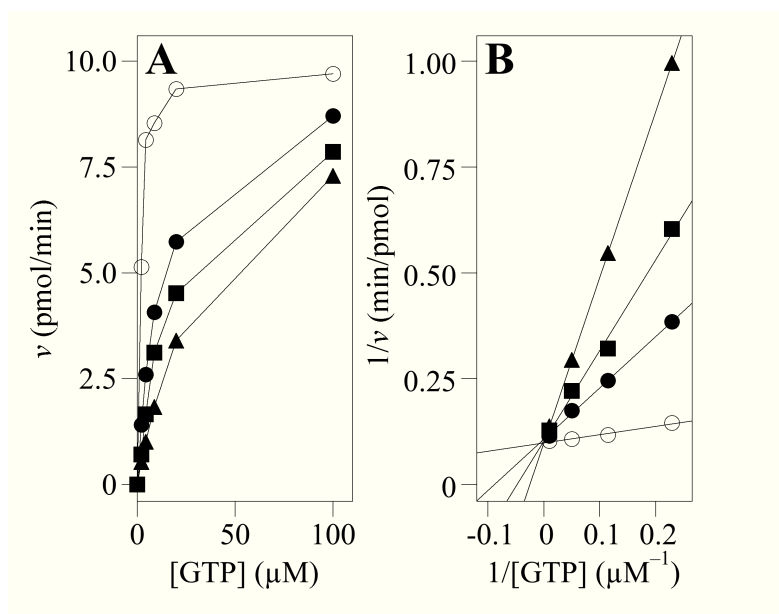 A
10.0
7.5
5.0
2.5
0
0
50
100
v (pmol/min)
[GTP] (µM)
B
1.00
0.75
0.50
0.25
0
-0.1
0
0.1
0.2
1/v (min/pmol)
1/[GTP] (µM⁻¹)